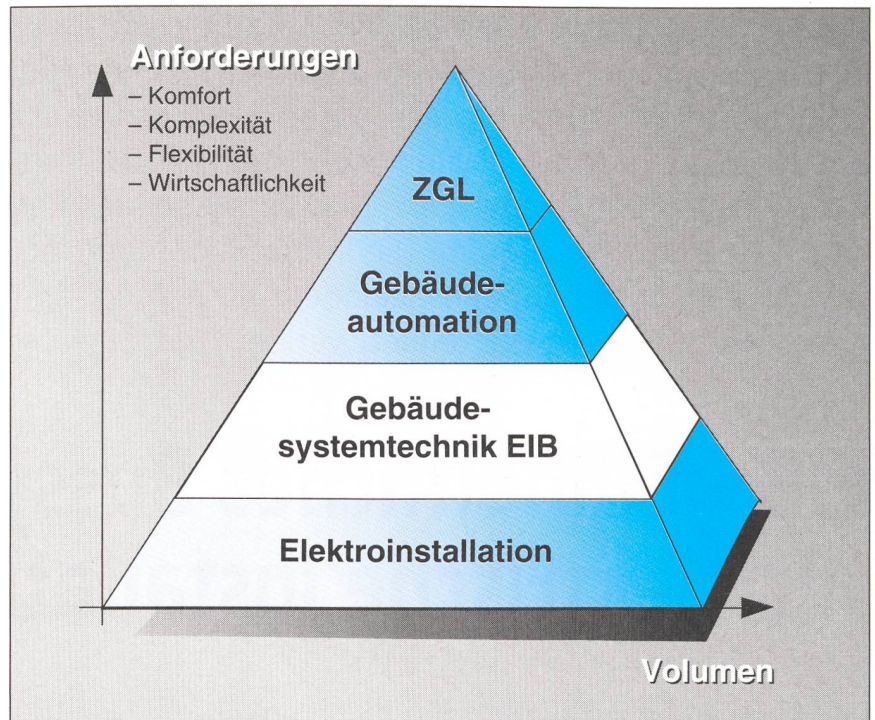 Anforderungen
– Komfort
– Komplexität
– Flexibilität
– Wirtschaftlichkeit
ZGL
Gebäude-
automation
Gebäude-
systemtechnik EIB
Elektroinstallation
Volumen